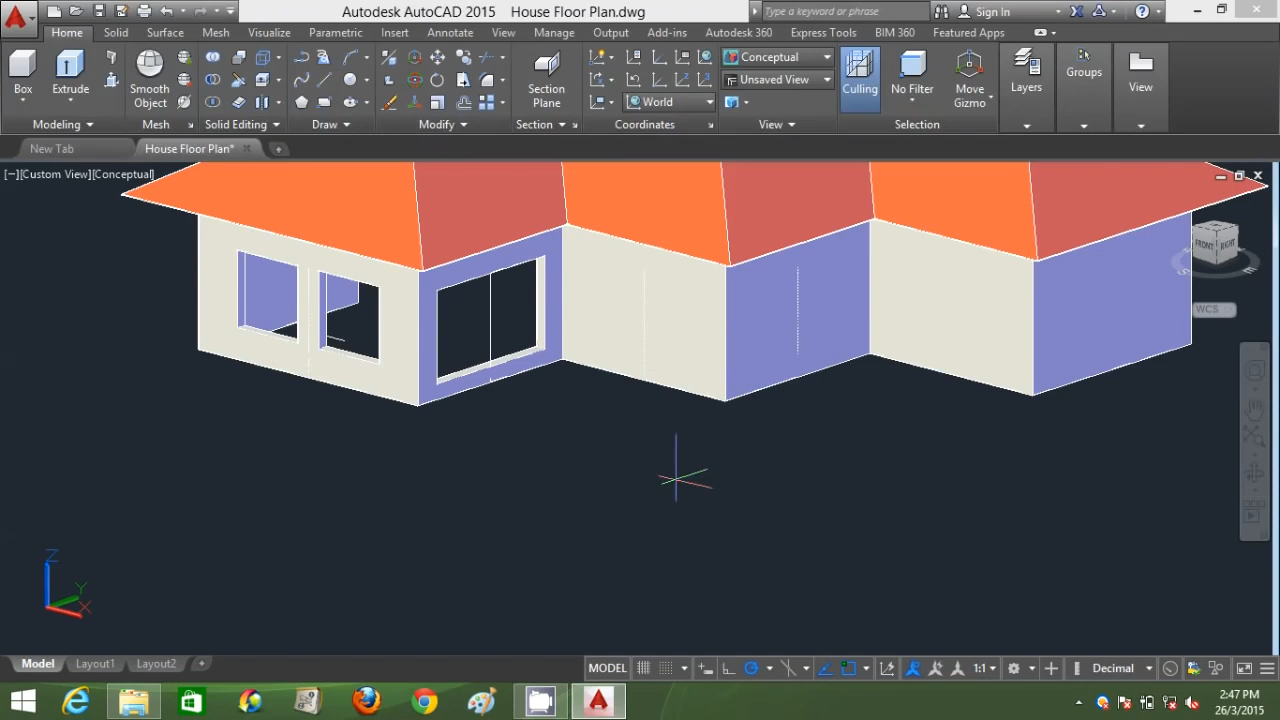 Autodesk AutoCAD 2015 House Floor Plan.dwg
Type a keyword or phrase
Sign In
Home Solid Surface Mesh Visualize Parametric Insert Annotate View Manage Output Add-ins Autodesk 360 Express Tools BIM 360 Featured Apps
Conceptual
Unsaved View
World
Box
Extrude
Smooth Object
Section Plane
Culling
No Filter
Move Gizmo
Layers
Groups
View
Modeling Mesh Solid Editing Draw Modify Section Coordinates View Selection
New Tab House Floor Plan*
[−][Custom View][Conceptual]
FRONT RIGHT
S
WCS
Z
Y
X
Model Layout1 Layout2
MODEL
1:1
Decimal
2:47 PM
26/3/2015